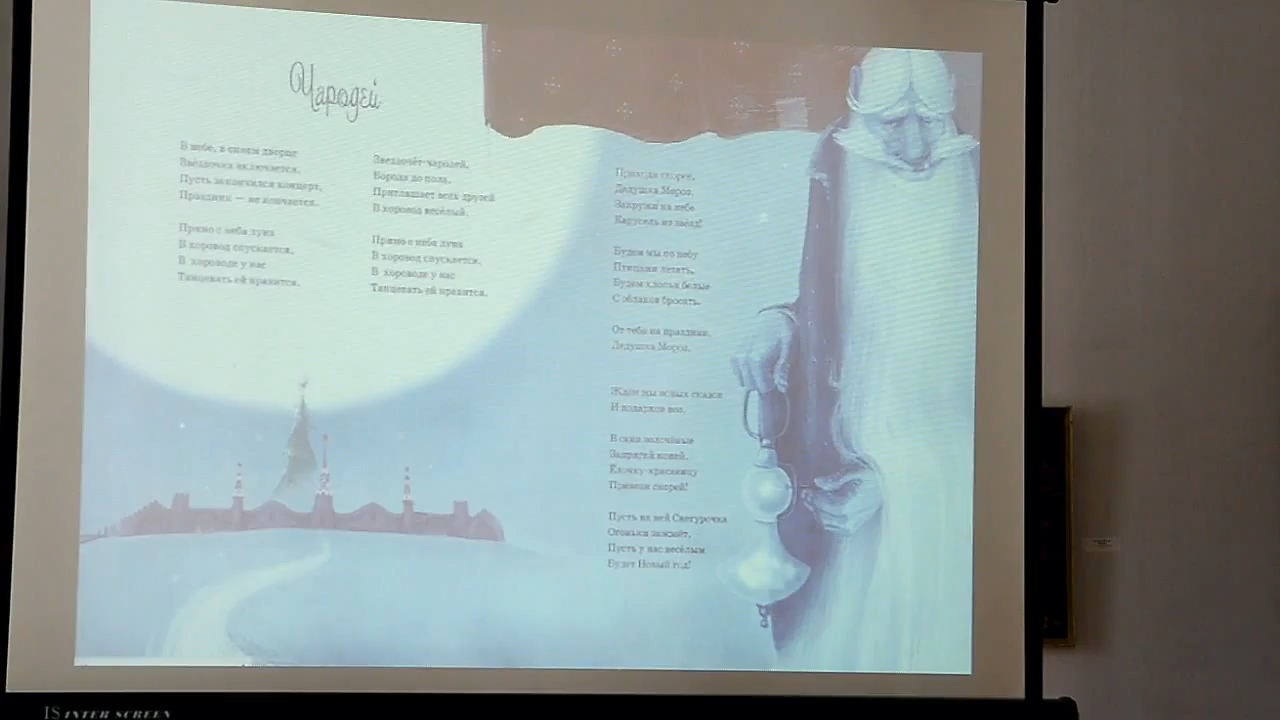 Чародей
В небе, в синем дворце
Звёздочка включается.
Пусть закончился концерт,
Праздник — не кончается.
Прямо с неба луна
В хоровод спускается.
В хороводе у нас
Танцевать ей нравится.
Звездочёт-чародей,
Борода до пола,
Приглашает всех друзей
В хоровод весёлый.
Прямо с неба луна
В хоровод спускается.
В хороводе у нас
Танцевать ей нравится.
Приходи скорее,
Дедушка Мороз,
Закружи на небе
Карусель из звёзд!
Будем мы по небу
Птицами летать,
Будем хлопья белые
С облаков бросать.
От тебя на праздник,
Дедушка Мороз,
Ждём мы новых сказок
И подарков воз.
В сани золочёные
Запрягай коней,
Ёлочку-красавицу
Привези скорей!
Пусть на ней Снегурочка
Огоньки зажжёт,
Пусть у нас весёлым
Будет Новый год!
INTER SCREEN